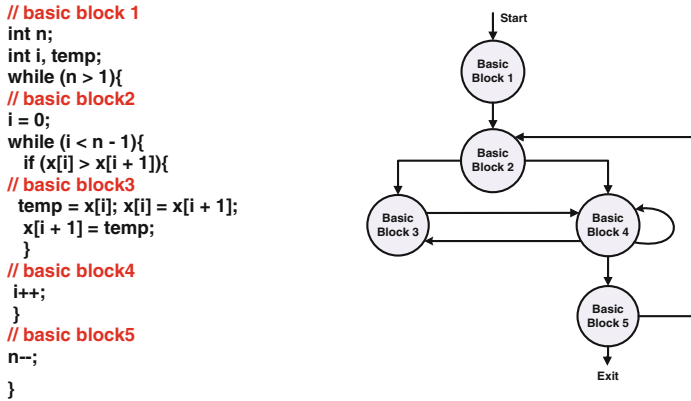 // basic block 1
int n;
int i, temp;
while (n > 1){
// basic block2
i = 0;
while (i < n - 1){
if (x[i] > x[i + 1]){
// basic block3
temp = x[i]; x[i] = x[i + 1];
x[i + 1] = temp;
}
// basic block4
i++;
}
// basic block5
n--;
}
Start
Basic
Block 1
Basic
Block 2
Basic
Block 3
Basic
Block 4
Basic
Block 5
Exit